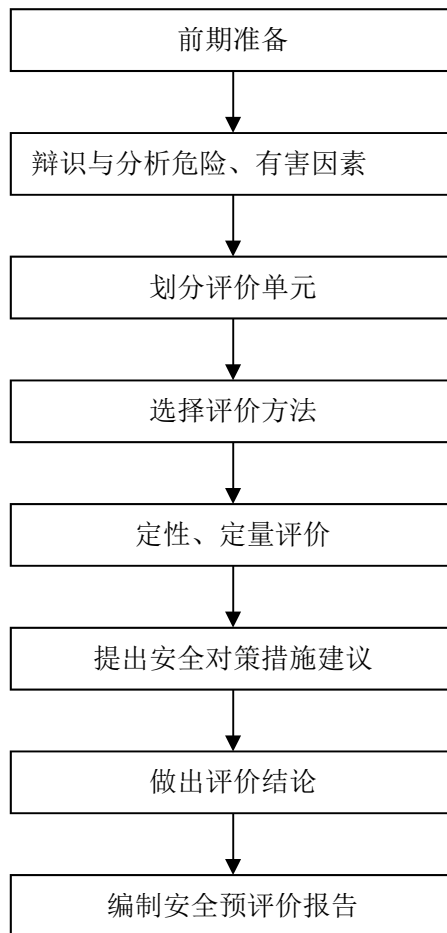 前期准备
辩识与分析危险、有害因素
划分评价单元
选择评价方法
定性、定量评价
提出安全对策措施建议
做出评价结论
编制安全预评价报告